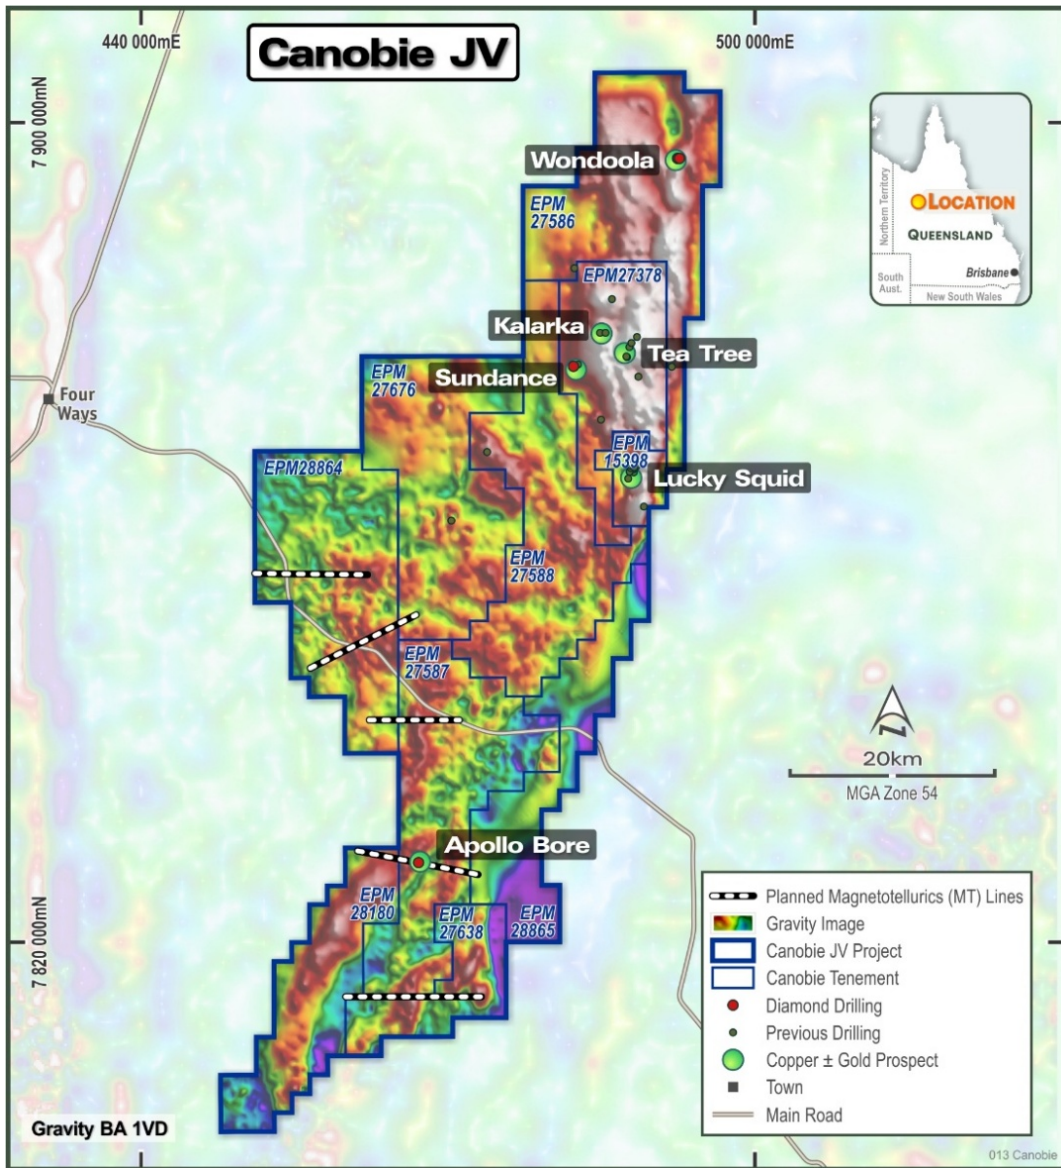 440 000mE
500 000mE
Canobie JV
7 900 000mN
Wondoola
EPM
27586
EPM27378
Kalarka
Tea Tree
Sundance
EPM
27676
Four
Ways
EPM
15398
EPM28864
Lucky Squid
EPM
27588
EPM
27587
Apollo Bore
EPM
28180
EPM
27638
EPM
28865
7 820 000mN
Northern Territory
LOCATION
QUEENSLAND
Brisbane
South
Aust.
New South Wales
N
20km
MGA Zone 54
Planned Magnetotellurics (MT) Lines
Gravity Image
Canobie JV Project
Canobie Tenement
Diamond Drilling
Previous Drilling
Copper ± Gold Prospect
Town
Main Road
Gravity BA 1VD
013 Canobie